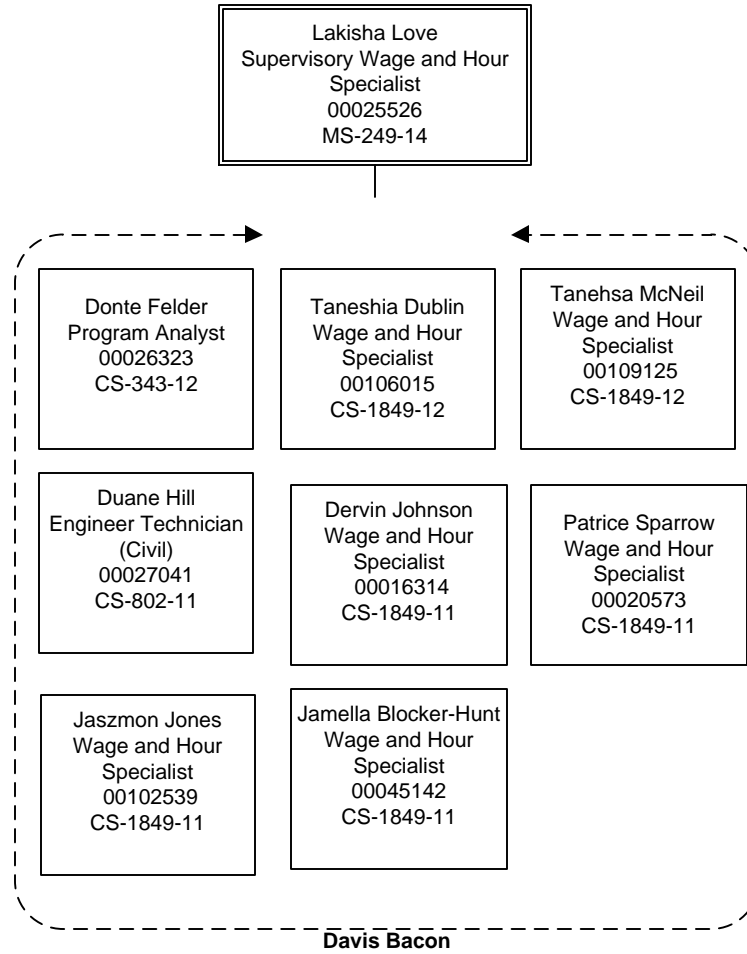 Lakisha Love
Supervisory Wage and Hour
Specialist
00025526
MS-249-14
Donte Felder
Program Analyst
00026323
CS-343-12
Taneshia Dublin
Wage and Hour
Specialist
00106015
CS-1849-12
Tanehsa McNeil
Wage and Hour
Specialist
00109125
CS-1849-12
Duane Hill
Engineer Technician
(Civil)
00027041
CS-802-11
Dervin Johnson
Wage and Hour
Specialist
00016314
CS-1849-11
Patrice Sparrow
Wage and Hour
Specialist
00020573
CS-1849-11
Jaszmon Jones
Wage and Hour
Specialist
00102539
CS-1849-11
Jamella Blocker-Hunt
Wage and Hour
Specialist
00045142
CS-1849-11
Davis Bacon